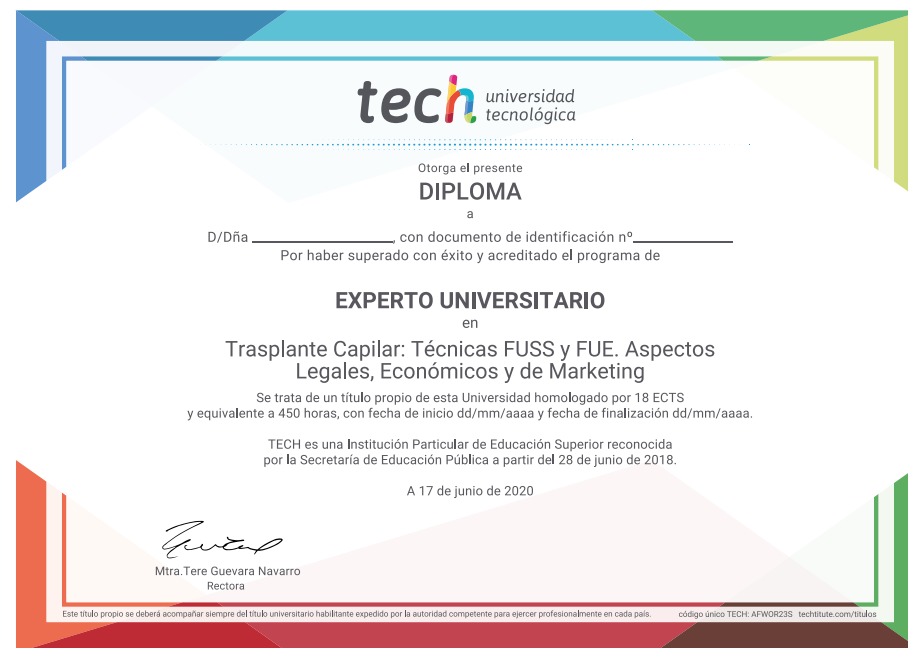 tech universidad
tecnológica
Otorga el presente
DIPLOMA
a
D/Dña ____________________, con documento de identificación nº______________
Por haber superado con éxito y acreditado el programa de
EXPERTO UNIVERSITARIO
en
Trasplante Capilar: Técnicas FUSS y FUE. Aspectos
Legales, Económicos y de Marketing
Se trata de un título propio de esta Universidad homologado por 18 ECTS
y equivalente a 450 horas, con fecha de inicio dd/mm/aaaa y fecha de finalización dd/mm/aaaa.
TECH es una Institución Particular de Educación Superior reconocida
por la Secretaría de Educación Pública a partir del 28 de junio de 2018.
A 17 de junio de 2020
Mtra.Tere Guevara Navarro
Rectora
Este título propio se deberá acompañar siempre del título universitario habilitante expedido por la autoridad competente para ejercer profesionalmente en cada país. código único TECH: AFWOR23S techtitute.com/titulos